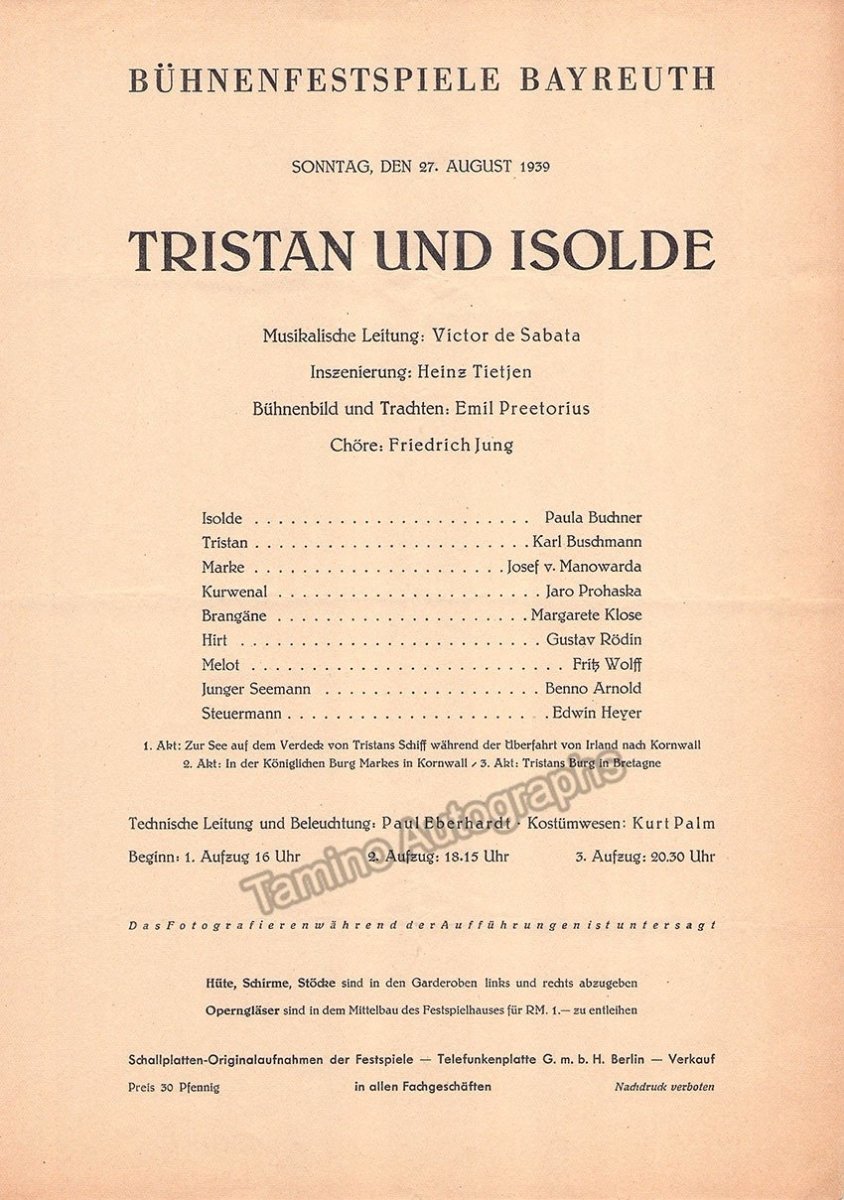 BÜHNENFESTSPIELE BAYREUTH
SONNTAG, DEN 27. AUGUST 1939
TRISTAN UND ISOLDE
Musikalische Leitung: Victor de Sabata
Inszenierung: Heinz Tietjen
Bühnenbild und Trachten: Emil Preetorius
Chöre: Friedrich Jung
Isolde . . . . . . . . . . . . . . . . . . . . . . . Paula Buchner
Tristan . . . . . . . . . . . . . . . . . . . . . . . Karl Buschmann
Marke . . . . . . . . . . . . . . . . . . . . . Josef v. Manowarda
Kurwenal . . . . . . . . . . . . . . . . . . . . . . Jaro Prohaska
Brangäne . . . . . . . . . . . . . . . . . . . . . Margarete Klose
Hirt . . . . . . . . . . . . . . . . . . . . . . . . . Gustav Rödin
Melot . . . . . . . . . . . . . . . . . . . . . . . . . . Fritz Wolff
Junger Seemann . . . . . . . . . . . . . . . . . . Benno Arnold
Steuermann . . . . . . . . . . . . . . . . . . . . . . Edwin Heyer
1. Akt: Zur See auf dem Verdeck von Tristans Schiff während der Überfahrt von Irland nach Kornwall
2. Akt: In der Königlichen Burg Markes in Kornwall / 3. Akt: Tristans Burg in Bretagne
Technische Leitung und Beleuchtung: Paul Eberhardt · Kostümwesen: Kurt Palm
Beginn: 1. Aufzug 16 Uhr 2. Aufzug: 18.15 Uhr 3. Aufzug: 20.30 Uhr
Tamino Autographs
Das Fotografieren während der Aufführungen ist untersagt
Hüte, Schirme, Stöcke sind in den Garderoben links und rechts abzugeben
Operngläser sind in dem Mittelbau des Festspielhauses für RM. 1.— zu entleihen
Schallplatten-Originalaufnahmen der Festspiele — Telefunkenplatte G. m. b. H. Berlin — Verkauf
Preis 30 Pfennig in allen Fachgeschäften Nachdruck verboten